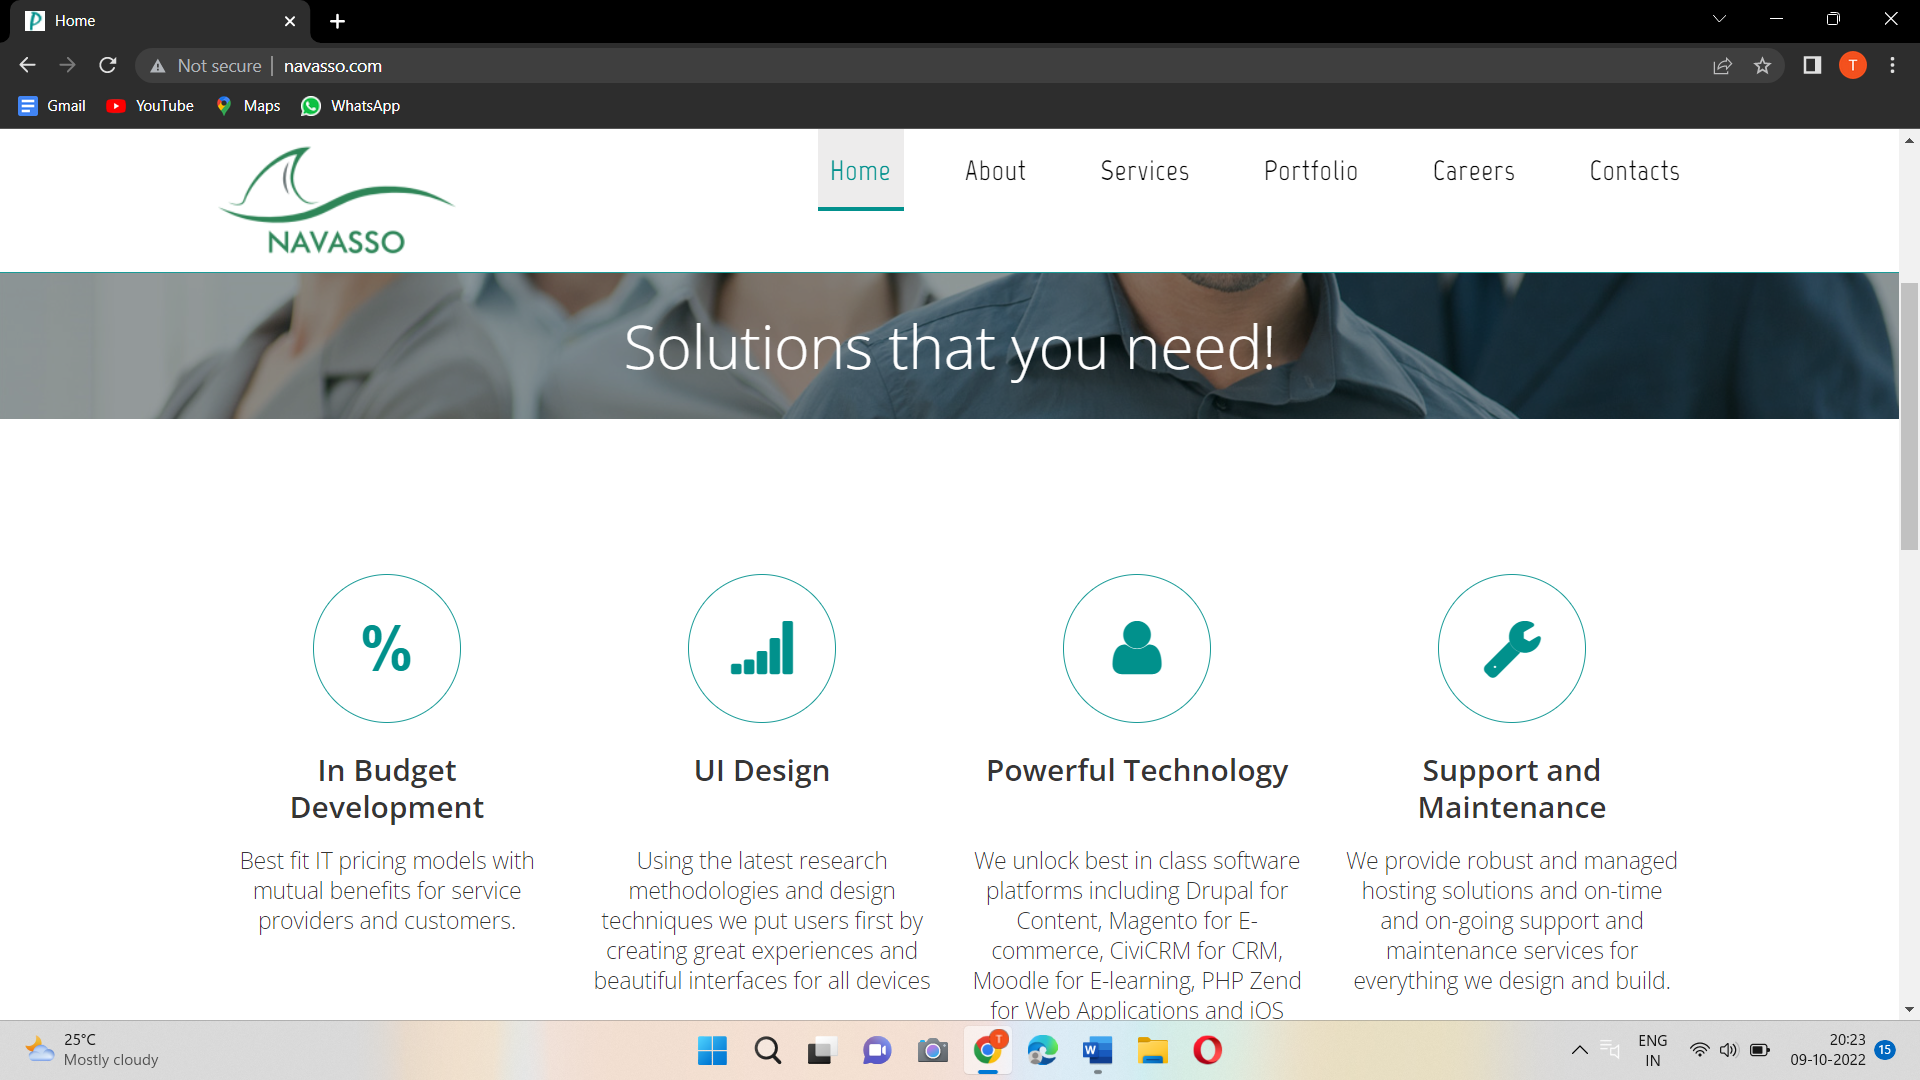 Home
Not secure
navasso.com
T
Gmail
YouTube
Maps
WhatsApp
NAVASSO
Home
About
Services
Portfolio
Careers
Contacts
Solutions that you need!
%
In Budget
Development
Best fit IT pricing models with
mutual benefits for service
providers and customers.
UI Design
Using the latest research
methodologies and design
techniques we put users first by
creating great experiences and
beautiful interfaces for all devices
Powerful Technology
We unlock best in class software
platforms including Drupal for
Content, Magento for E-
commerce, CiviCRM for CRM,
Moodle for E-learning, PHP Zend
for Web Applications and iOS
Support and
Maintenance
We provide robust and managed
hosting solutions and on-time
and on-going support and
maintenance services for
everything we design and build.
25°C
Mostly cloudy
T
W
ENG
IN
20:23
09-10-2022
15